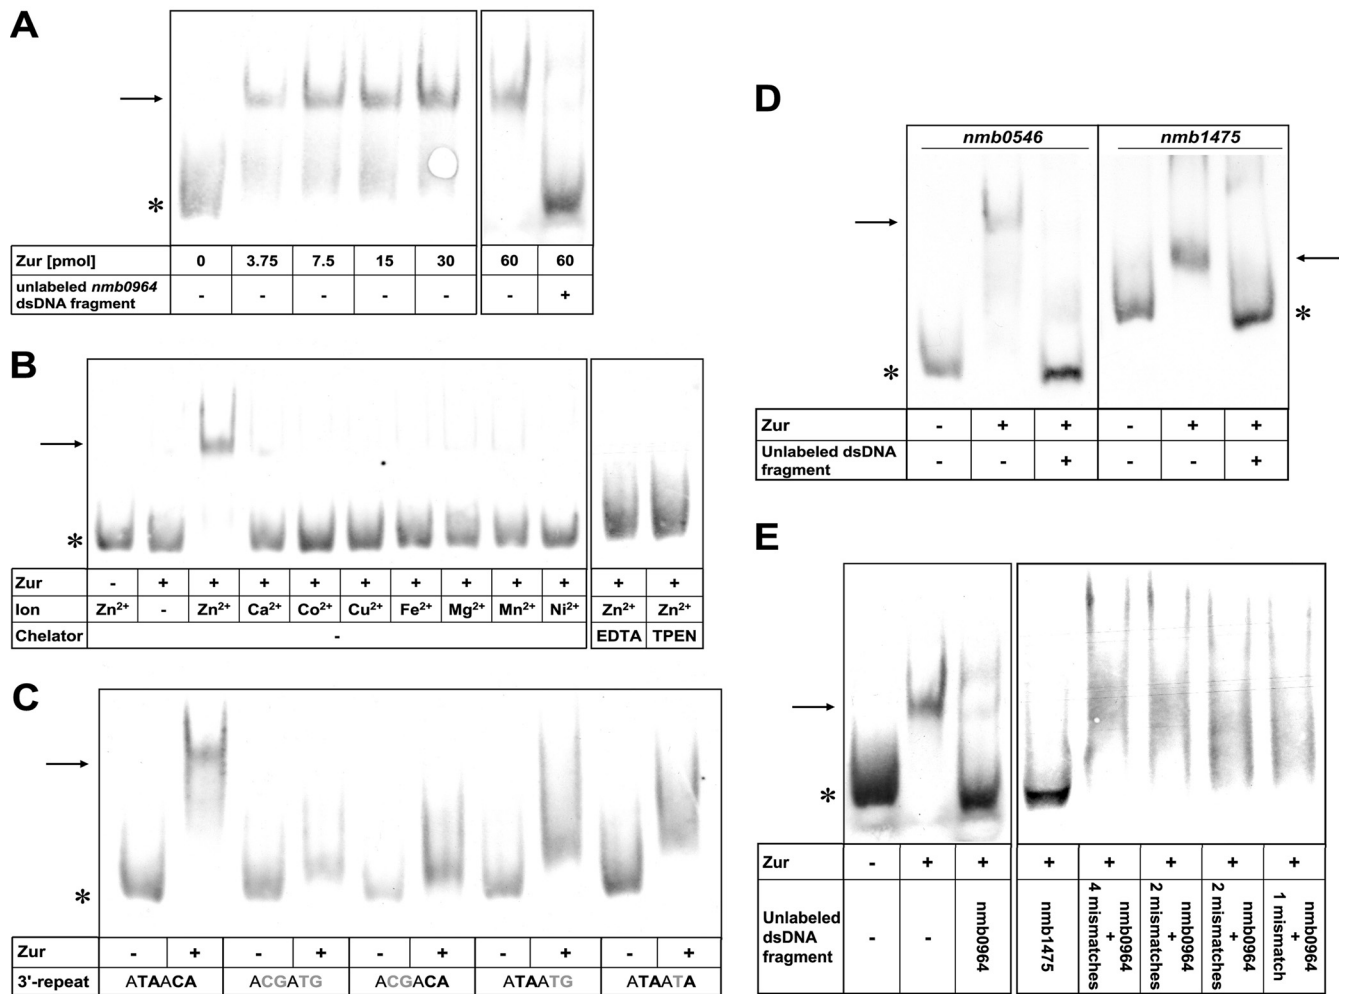 A
*
Zur [pmol] 0 3.75 7.5 15 30 60 60
unlabeled nmb0964
dsDNA fragment - - - - - - +
B
*
Zur - + + + + + + + + + + +
Ion Zn2+ - Zn2+ Ca2+ Co2+ Cu2+ Fe2+ Mg2+ Mn2+ Ni2+ Zn2+ Zn2+
Chelator - EDTA TPEN
C
*
Zur - + - + - + - + - +
3'-repeat ATAACA ACGATG ACGACA ATAATG ATAATA
D
nmb0546 nmb1475
* *
Zur - + + - + +
Unlabeled dsDNA
fragment - - + - - +
E
*
Zur - + + + + + + +
Unlabeled
dsDNA
fragment - -
nmb0964
nmb1475
nmb0964
+
4 mismatches
nmb0964
+
2 mismatches
nmb0964
+
2 mismatches
nmb0964
+
1 mismatch